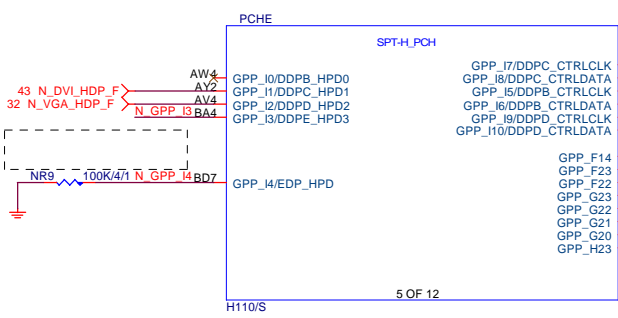 PCHE
SPT-H_PCH
AW4 GPP_I0/DDPB_HPD0
43 N_DVI_HDP_F AY2 GPP_I1/DDPC_HPD1
32 N_VGA_HDP_F AV4 GPP_I2/DDPD_HPD2
N_GPP_I3 BA4 GPP_I3/DDPE_HPD3
NR9 100K/4/1 N_GPP_I4 BD7 GPP_I4/EDP_HPD
GPP_I7/DDPC_CTRLCLK
GPP_I8/DDPC_CTRLDATA
GPP_I5/DDPB_CTRLCLK
GPP_I6/DDPB_CTRLDATA
GPP_I9/DDPD_CTRLCLK
GPP_I10/DDPD_CTRLDATA
GPP_F14
GPP_F23
GPP_F22
GPP_G23
GPP_G22
GPP_G21
GPP_G20
GPP_H23
5 OF 12
H110/S